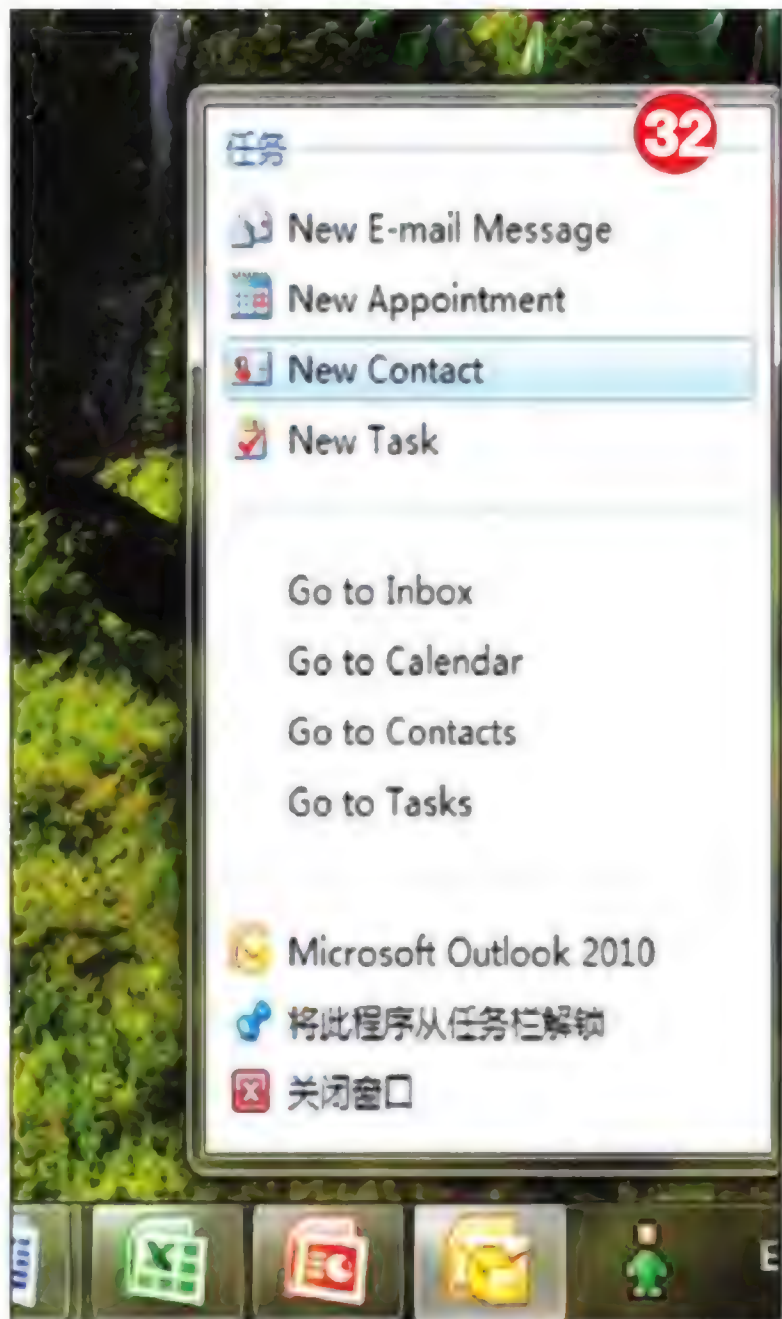 32
任务
New E-mail Message
New Appointment
New Contact
New Task
Go to Inbox
Go to Calendar
Go to Contacts
Go to Tasks
Microsoft Outlook 2010
将此程序从任务栏解锁
关闭窗口
E